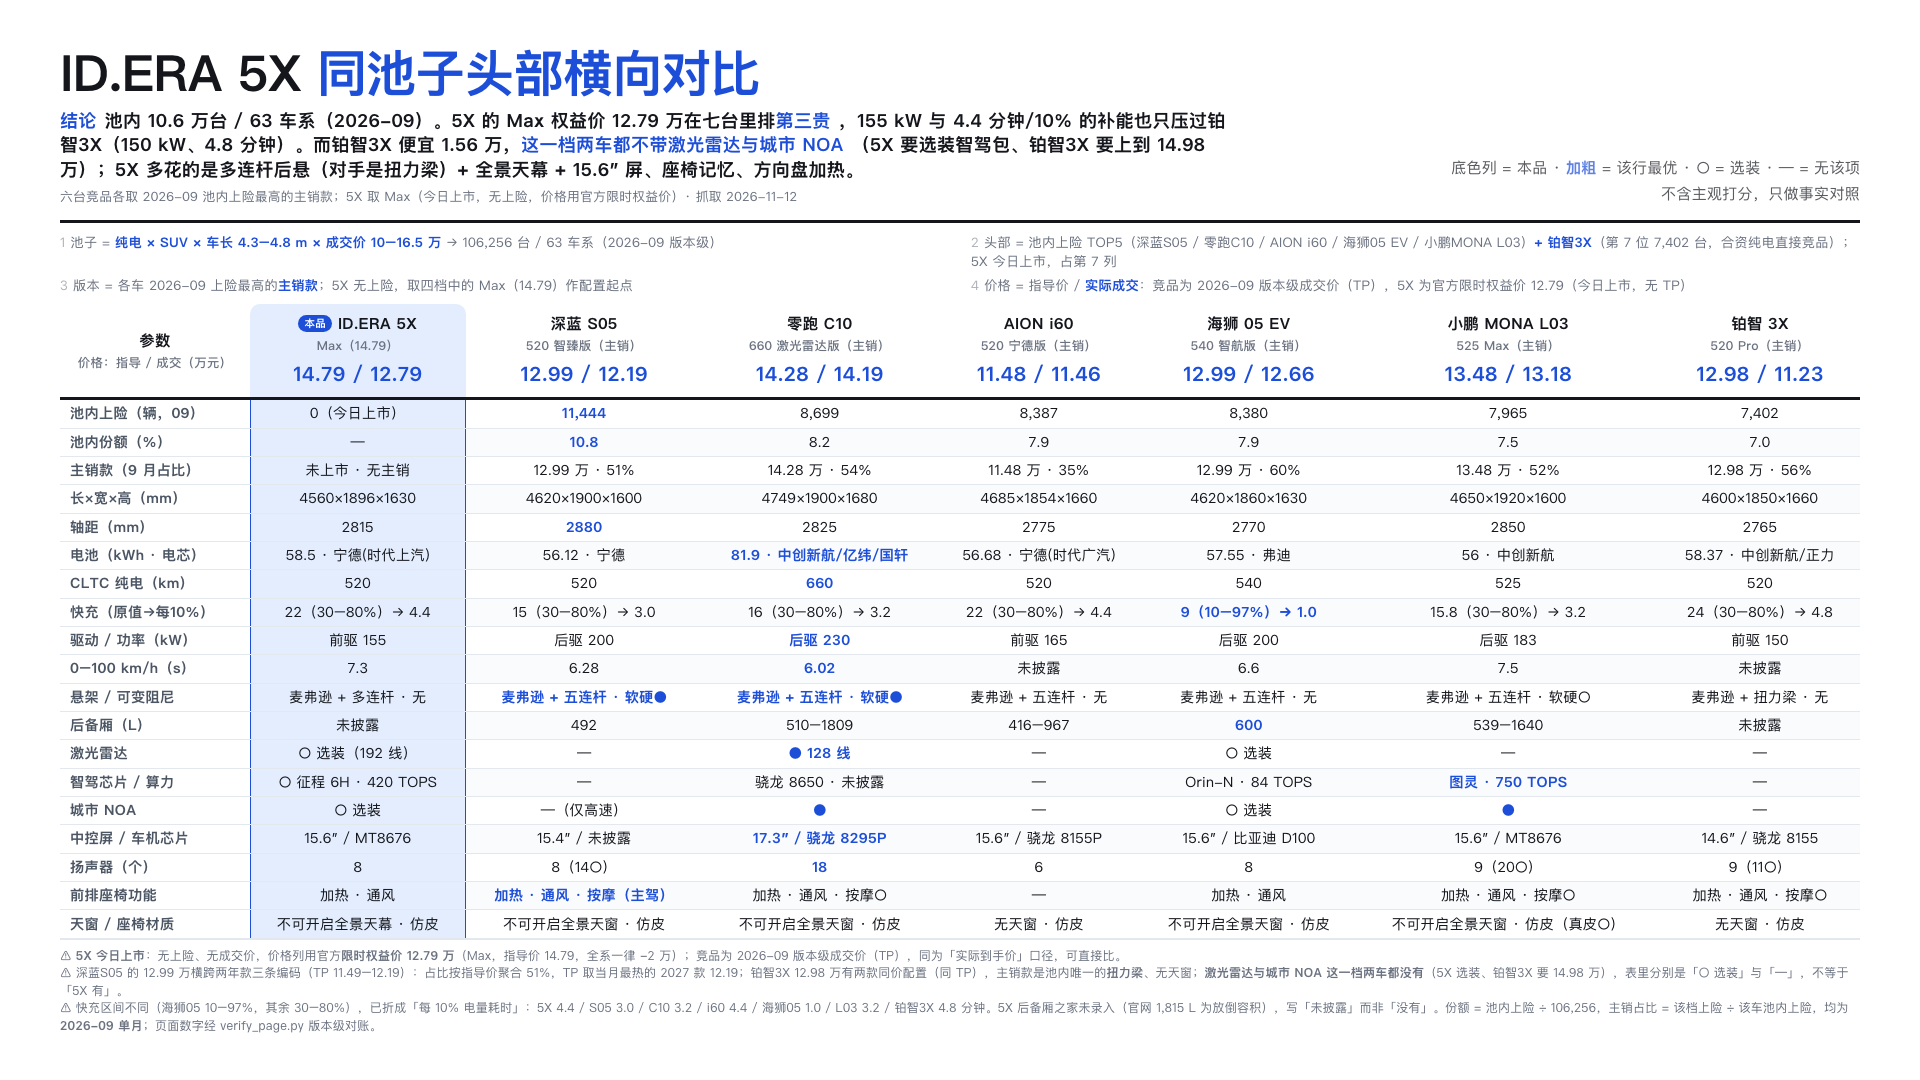 ID.ERA 5X 同池子头部横向对比
结论 池内 10.6 万台 / 63 车系（2026-09）。5X 的 Max 权益价 12.79 万在七台里排第三贵 ，155 kW 与 4.4 分钟/10% 的补能也只压过铂
智3X（150 kW、4.8 分钟）。而铂智3X 便宜 1.56 万，这一档两车都不带激光雷达与城市 NOA （5X 要选装智驾包、铂智3X 要上到 14.98
万）；5X 多花的是多连杆后悬（对手是扭力梁）+ 全景天幕 + 15.6″ 屏、座椅记忆、方向盘加热。
六台竞品各取 2026-09 池内上险最高的主销款；5X 取 Max（今日上市，无上险，价格用官方限时权益价）· 抓取 2026-11-12
底色列 = 本品 · 加粗 = 该行最优 · ○ = 选装 · — = 无该项
不含主观打分，只做事实对照
1 池子 = 纯电 × SUV × 车长 4.3—4.8 m × 成交价 10—16.5 万 → 106,256 台 / 63 车系（2026-09 版本级）
2 头部 = 池内上险 TOP5（深蓝S05 / 零跑C10 / AION i60 / 海狮05 EV / 小鹏MONA L03）+ 铂智3X（第 7 位 7,402 台，合资纯电直接竞品）；
5X 今日上市，占第 7 列
3 版本 = 各车 2026-09 上险最高的主销款；5X 无上险，取四档中的 Max（14.79）作配置起点
4 价格 = 指导价 / 实际成交：竞品为 2026-09 版本级成交价（TP），5X 为官方限时权益价 12.79（今日上市，无 TP）
参数 价格：指导 / 成交（万元） | 本品 ID.ERA 5X Max（14.79） 14.79 / 12.79 | 深蓝 S05 520 智臻版（主销） 12.99 / 12.19 | 零跑 C10 660 激光雷达版（主销） 14.28 / 14.19 | AION i60 520 宁德版（主销） 11.48 / 11.46 | 海狮 05 EV 540 智航版（主销） 12.99 / 12.66 | 小鹏 MONA L03 525 Max（主销） 13.48 / 13.18 | 铂智 3X 520 Pro（主销） 12.98 / 11.23
池内上险（辆，09） 0（今日上市） 11,444 8,699 8,387 8,380 7,965 7,402
池内份额（%） — 10.8 8.2 7.9 7.9 7.5 7.0
主销款（9 月占比） 未上市 · 无主销 12.99 万 · 51% 14.28 万 · 54% 11.48 万 · 35% 12.99 万 · 60% 13.48 万 · 52% 12.98 万 · 56%
长×宽×高（mm） 4560×1896×1630 4620×1900×1600 4749×1900×1680 4685×1854×1660 4620×1860×1630 4650×1920×1600 4600×1850×1660
轴距（mm） 2815 2880 2825 2775 2770 2850 2765
电池（kWh · 电芯） 58.5 · 宁德(时代上汽) 56.12 · 宁德 81.9 · 中创新航/亿纬/国轩 56.68 · 宁德(时代广汽) 57.55 · 弗迪 56 · 中创新航 58.37 · 中创新航/正力
CLTC 纯电（km） 520 520 660 520 540 525 520
快充（原值→每10%） 22（30—80%）→ 4.4 15（30—80%）→ 3.0 16（30—80%）→ 3.2 22（30—80%）→ 4.4 9（10—97%）→ 1.0 15.8（30—80%）→ 3.2 24（30—80%）→ 4.8
驱动 / 功率（kW） 前驱 155 后驱 200 后驱 230 前驱 165 后驱 200 后驱 183 前驱 150
0—100 km/h（s） 7.3 6.28 6.02 未披露 6.6 7.5 未披露
悬架 / 可变阻尼 麦弗逊 + 多连杆 · 无 麦弗逊 + 五连杆 · 软硬● 麦弗逊 + 五连杆 · 软硬● 麦弗逊 + 五连杆 · 无 麦弗逊 + 五连杆 · 无 麦弗逊 + 五连杆 · 软硬○ 麦弗逊 + 扭力梁 · 无
后备厢（L） 未披露 492 510—1809 416—967 600 539—1640 未披露
激光雷达 ○ 选装（192 线） — ● 128 线 — ○ 选装 — —
智驾芯片 / 算力 ○ 征程 6H · 420 TOPS — 骁龙 8650 · 未披露 — Orin-N · 84 TOPS 图灵 · 750 TOPS —
城市 NOA ○ 选装 —（仅高速） ● — ○ 选装 ● —
中控屏 / 车机芯片 15.6″ / MT8676 15.4″ / 未披露 17.3″ / 骁龙 8295P 15.6″ / 骁龙 8155P 15.6″ / 比亚迪 D100 15.6″ / MT8676 14.6″ / 骁龙 8155
扬声器（个） 8 8（14○） 18 6 8 9（20○） 9（11○）
前排座椅功能 加热 · 通风 加热 · 通风 · 按摩（主驾） 加热 · 通风 · 按摩○ — 加热 · 通风 加热 · 通风 · 按摩○ 加热 · 通风 · 按摩○
天窗 / 座椅材质 不可开启全景天幕 · 仿皮 不可开启全景天窗 · 仿皮 不可开启全景天窗 · 仿皮 无天窗 · 仿皮 不可开启全景天窗 · 仿皮 不可开启全景天窗 · 仿皮（真皮○） 无天窗 · 仿皮
⚠ 5X 今日上市：无上险、无成交价，价格列用官方限时权益价 12.79 万（Max，指导价 14.79，全系一律 −2 万）；竞品为 2026-09 版本级成交价（TP），同为「实际到手价」口径，可直接比。
⚠ 深蓝S05 的 12.99 万横跨两年款三条编码（TP 11.49—12.19）：占比按指导价聚合 51%，TP 取当月最热的 2027 款 12.19；铂智3X 12.98 万有两款同价配置（同 TP），主销款是池内唯一的扭力梁、无天窗；激光雷达与城市 NOA 这一档两车都没有（5X 选装、铂智3X 要 14.98 万），表里分别是「○ 选装」与「—」，不等于
「5X 有」。
⚠ 快充区间不同（海狮05 10—97%，其余 30—80%），已折成「每 10% 电量耗时」：5X 4.4 / S05 3.0 / C10 3.2 / i60 4.4 / 海狮05 1.0 / L03 3.2 / 铂智3X 4.8 分钟。5X 后备厢之家未录入（官网 1,815 L 为放倒容积），写「未披露」而非「没有」。份额 = 池内上险 ÷ 106,256，主销占比 = 该档上险 ÷ 该车池内上险，均为
2026-09 单月；页面数字经 verify_page.py 版本级对账。